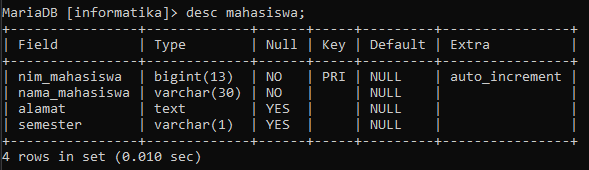 MariaDB [informatika]> desc mahasiswa;
+----------------+-------------+------+-----+---------+----------------+
| Field          | Type        | Null | Key | Default | Extra          |
+----------------+-------------+------+-----+---------+----------------+
| nim_mahasiswa  | bigint(13)  | NO   | PRI | NULL    | auto_increment |
| nama_mahasiswa | varchar(30) | NO   |     | NULL    |                |
| alamat         | text        | YES  |     | NULL    |                |
| semester       | varchar(1)  | YES  |     | NULL    |                |
+----------------+-------------+------+-----+---------+----------------+
4 rows in set (0.010 sec)